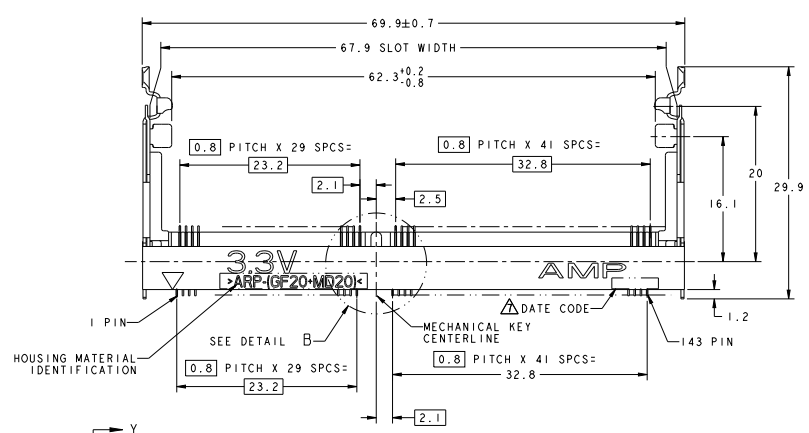 69.9±0.7
67.9 SLOT WIDTH
62.3 +0.2 -0.8
0.8 PITCH X 29 SPCS=
23.2
0.8 PITCH X 41 SPCS=
32.8
2.1
2.5
16.1
20
29.9
3.3V
>ARP-(GF20+MD20)<
AMP
1 PIN
HOUSING MATERIAL
IDENTIFICATION
SEE DETAIL B
MECHANICAL KEY
CENTERLINE
7 DATE CODE
1.2
143 PIN
0.8 PITCH X 29 SPCS=
23.2
0.8 PITCH X 41 SPCS=
32.8
2.1
Y